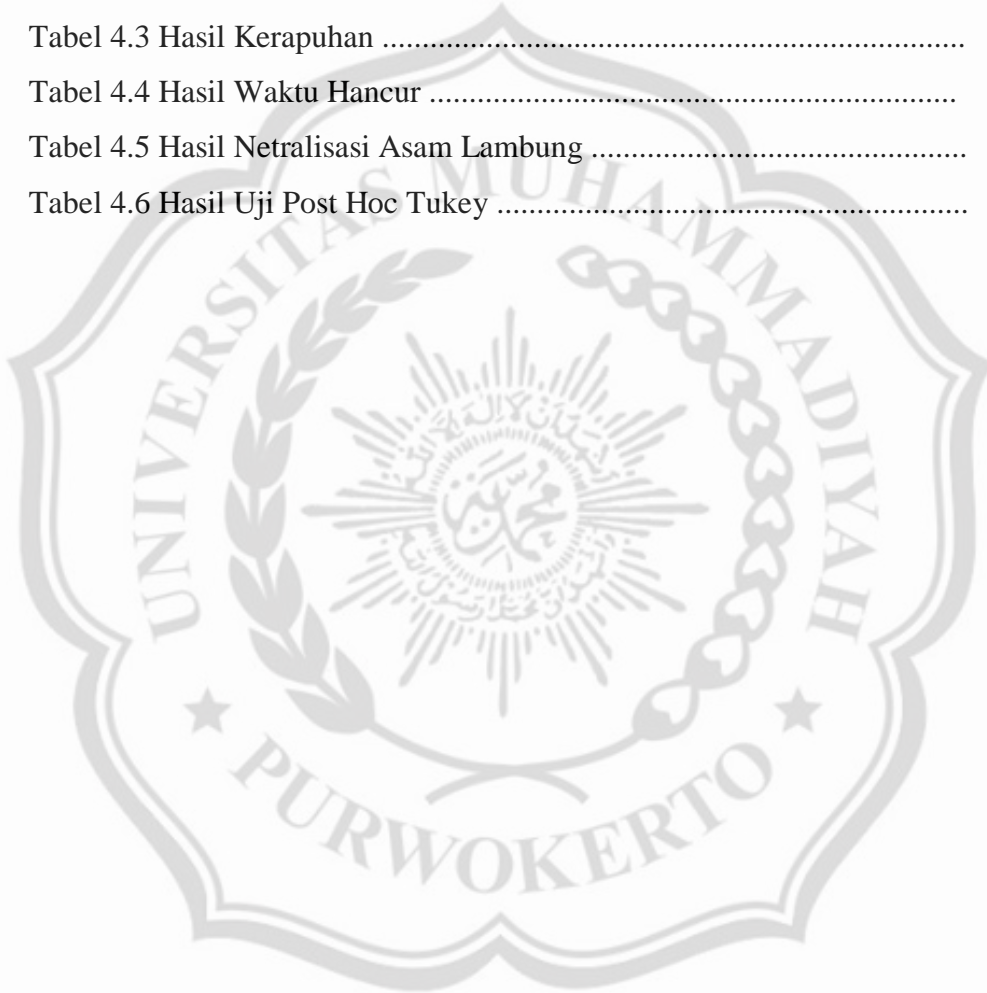 Tabel 4.3 Hasil Kerapuhan .........................................................................
Tabel 4.4 Hasil Waktu Hancur ..................................................................
Tabel 4.5 Hasil Netralisasi Asam Lambung ...............................................
Tabel 4.6 Hasil Uji Post Hoc Tukey ...........................................................
UNIVERSITAS MUHAMMADIYAH
PURWOKERTO